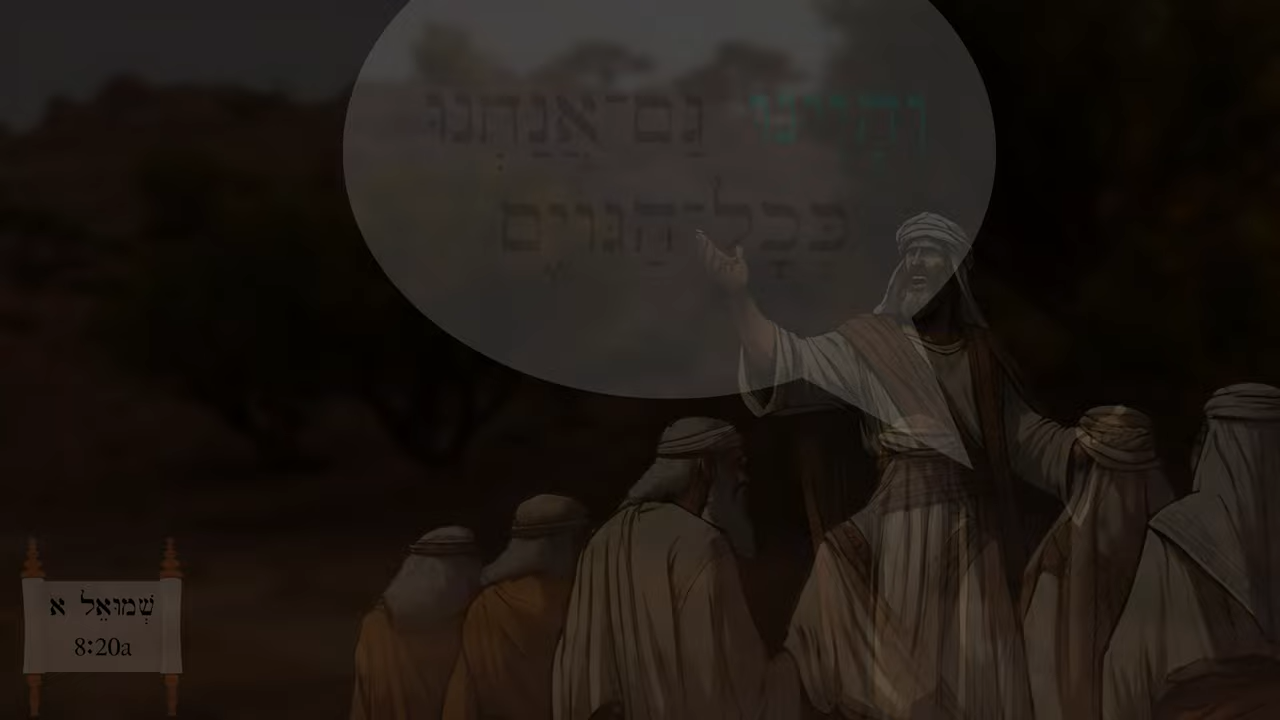 וְהָיִינוּ גַם־אֲנַחְנוּ
כְּכָל־הַגּוֹיִם
שְׁמוּאֵל א
8:20a